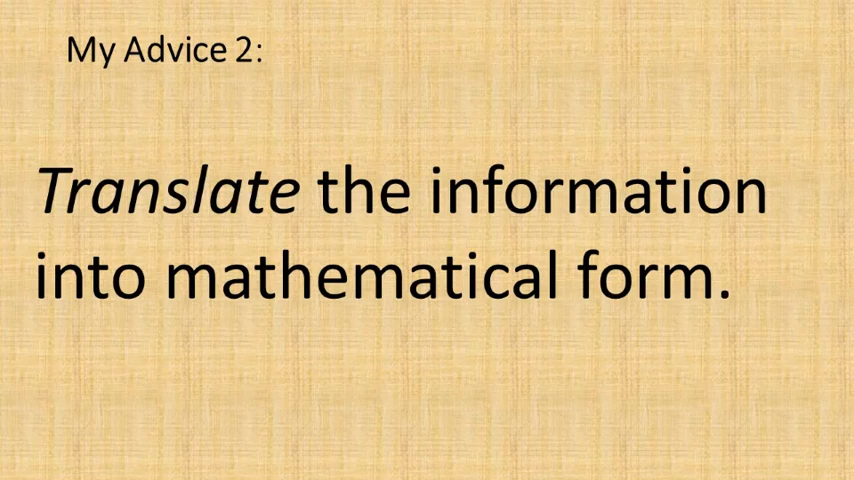 My Advice 2:
Translate the information
into mathematical form.